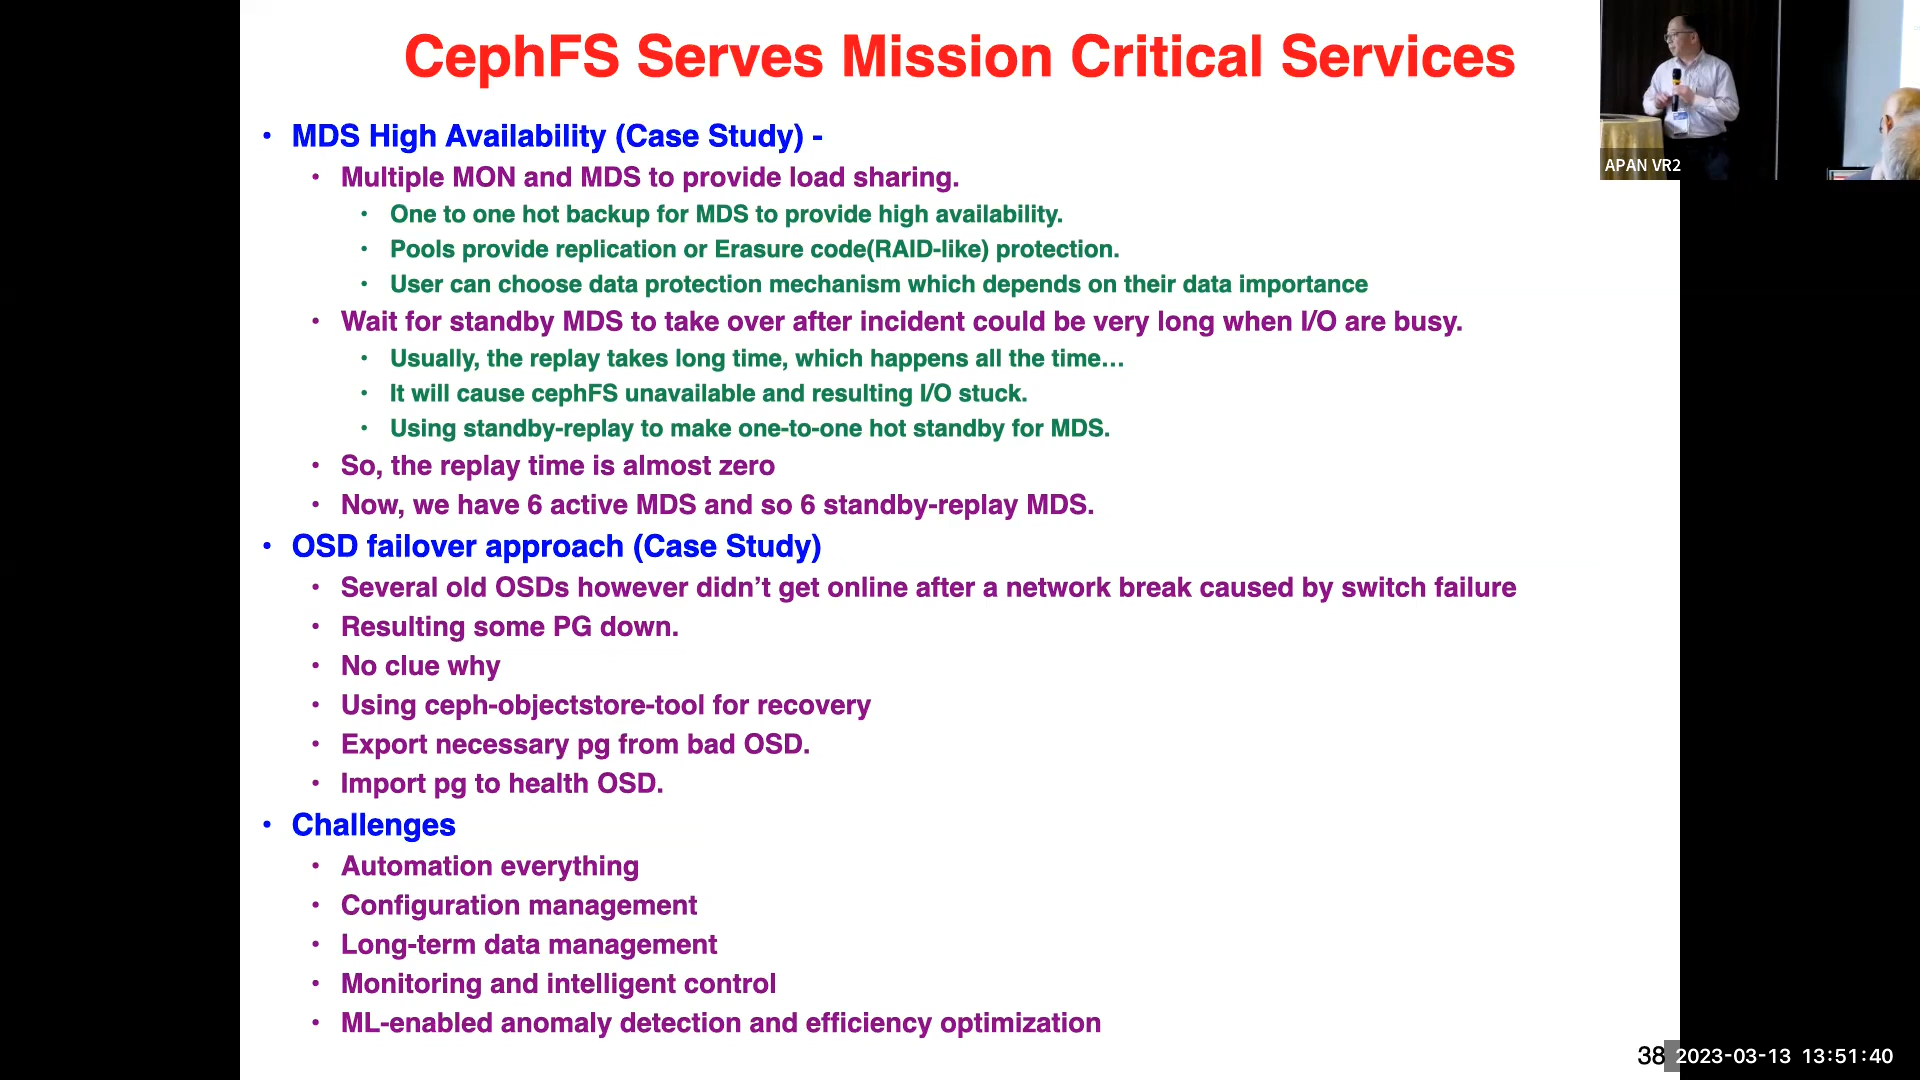 CephFS Serves Mission Critical Services
• MDS High Availability (Case Study) -
• Multiple MON and MDS to provide load sharing.
• One to one hot backup for MDS to provide high availability.
• Pools provide replication or Erasure code(RAID-like) protection.
• User can choose data protection mechanism which depends on their data importance
• Wait for standby MDS to take over after incident could be very long when I/O are busy.
• Usually, the replay takes long time, which happens all the time…
• It will cause cephFS unavailable and resulting I/O stuck.
• Using standby-replay to make one-to-one hot standby for MDS.
• So, the replay time is almost zero
• Now, we have 6 active MDS and so 6 standby-replay MDS.
• OSD failover approach (Case Study)
• Several old OSDs however didn’t get online after a network break caused by switch failure
• Resulting some PG down.
• No clue why
• Using ceph-objectstore-tool for recovery
• Export necessary pg from bad OSD.
• Import pg to health OSD.
• Challenges
• Automation everything
• Configuration management
• Long-term data management
• Monitoring and intelligent control
• ML-enabled anomaly detection and efficiency optimization
38
APAN VR2
2023-03-13 13:51:40